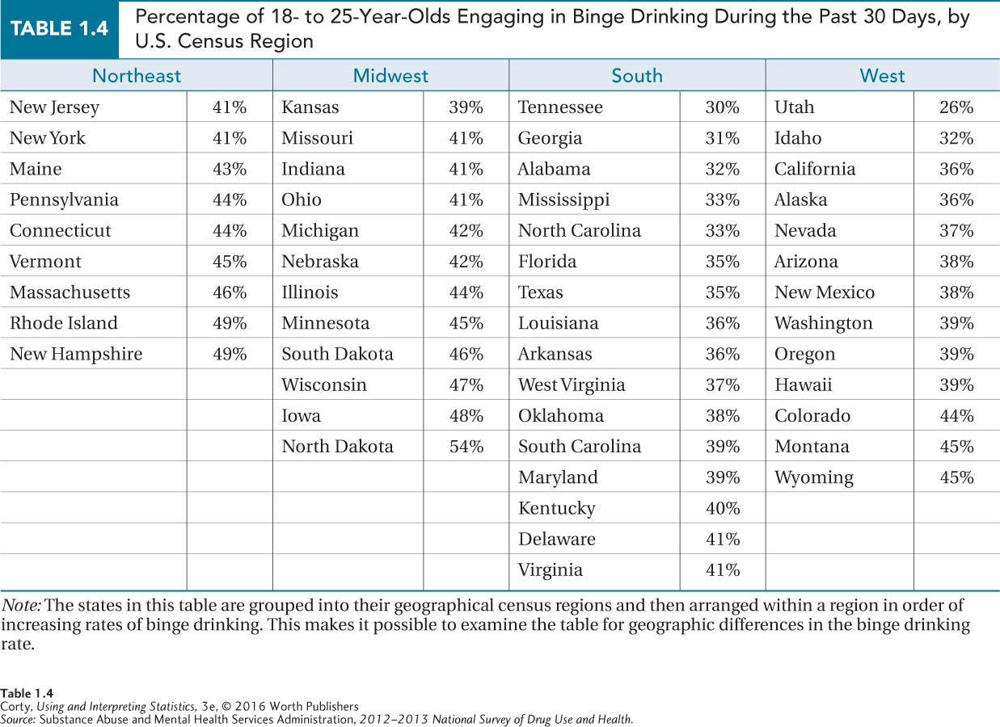 TABLE 1.4
Percentage of 18- to 25-Year-Olds Engaging in Binge Drinking During the Past 30 Days, by
U.S. Census Region
Northeast Midwest South West
New Jersey 41% Kansas 39% Tennessee 30% Utah 26%
New York 41% Missouri 41% Georgia 31% Idaho 32%
Maine 43% Indiana 41% Alabama 32% California 36%
Pennsylvania 44% Ohio 41% Mississippi 33% Alaska 36%
Connecticut 44% Michigan 42% North Carolina 33% Nevada 37%
Vermont 45% Nebraska 42% Florida 35% Arizona 38%
Massachusetts 46% Illinois 44% Texas 35% New Mexico 38%
Rhode Island 49% Minnesota 45% Louisiana 36% Washington 39%
New Hampshire 49% South Dakota 46% Arkansas 36% Oregon 39%
Wisconsin 47% West Virginia 37% Hawaii 39%
Iowa 48% Oklahoma 38% Colorado 44%
North Dakota 54% South Carolina 39% Montana 45%
Maryland 39% Wyoming 45%
Kentucky 40%
Delaware 41%
Virginia 41%
Note: The states in this table are grouped into their geographical census regions and then arranged within a region in order of
increasing rates of binge drinking. This makes it possible to examine the table for geographic differences in the binge drinking
rate.
Table 1.4
Corty, Using and Interpreting Statistics, 3e, © 2016 Worth Publishers
Source: Substance Abuse and Mental Health Services Administration, 2012–2013 National Survey of Drug Use and Health.